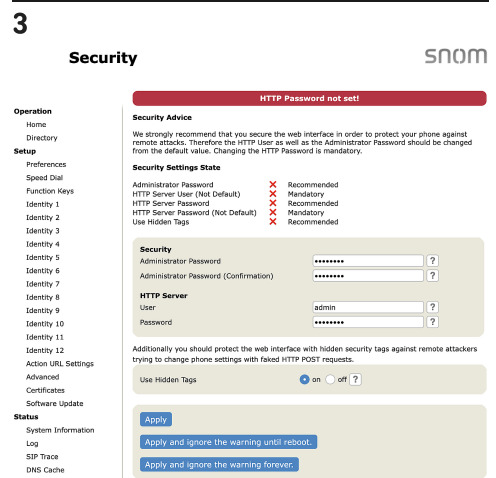 3
Security
snom
HTTP Password not set!
Operation
Home
Directory
Setup
Preferences
Speed Dial
Function Keys
Identity 1
Identity 2
Identity 3
Identity 4
Identity 5
Identity 6
Identity 7
Identity 8
Identity 9
Identity 10
Identity 11
Identity 12
Action URL Settings
Advanced
Certificates
Software Update
Status
System Information
Log
SIP Trace
DNS Cache
Security Advice
We strongly recommend that you secure the web interface in order to protect your phone against
remote attacks. Therefore the HTTP User as well as the Administrator Password should be changed
from the default value. Changing the HTTP Password is mandatory.
Security Settings State
Administrator Password ✗ Recommended
HTTP Server User (Not Default) ✗ Mandatory
HTTP Server Password ✗ Recommended
HTTP Server Password (Not Default) ✗ Mandatory
Use Hidden Tags ✗ Recommended
Security
Administrator Password •••••••• ?
Administrator Password (Confirmation) •••••••• ?
HTTP Server
User admin ?
Password •••••••• ?
Additionally you should protect the web interface with hidden security tags against remote attackers
trying to change phone settings with faked HTTP POST requests.
Use Hidden Tags on off ?
Apply
Apply and ignore the warning until reboot.
Apply and ignore the warning forever.